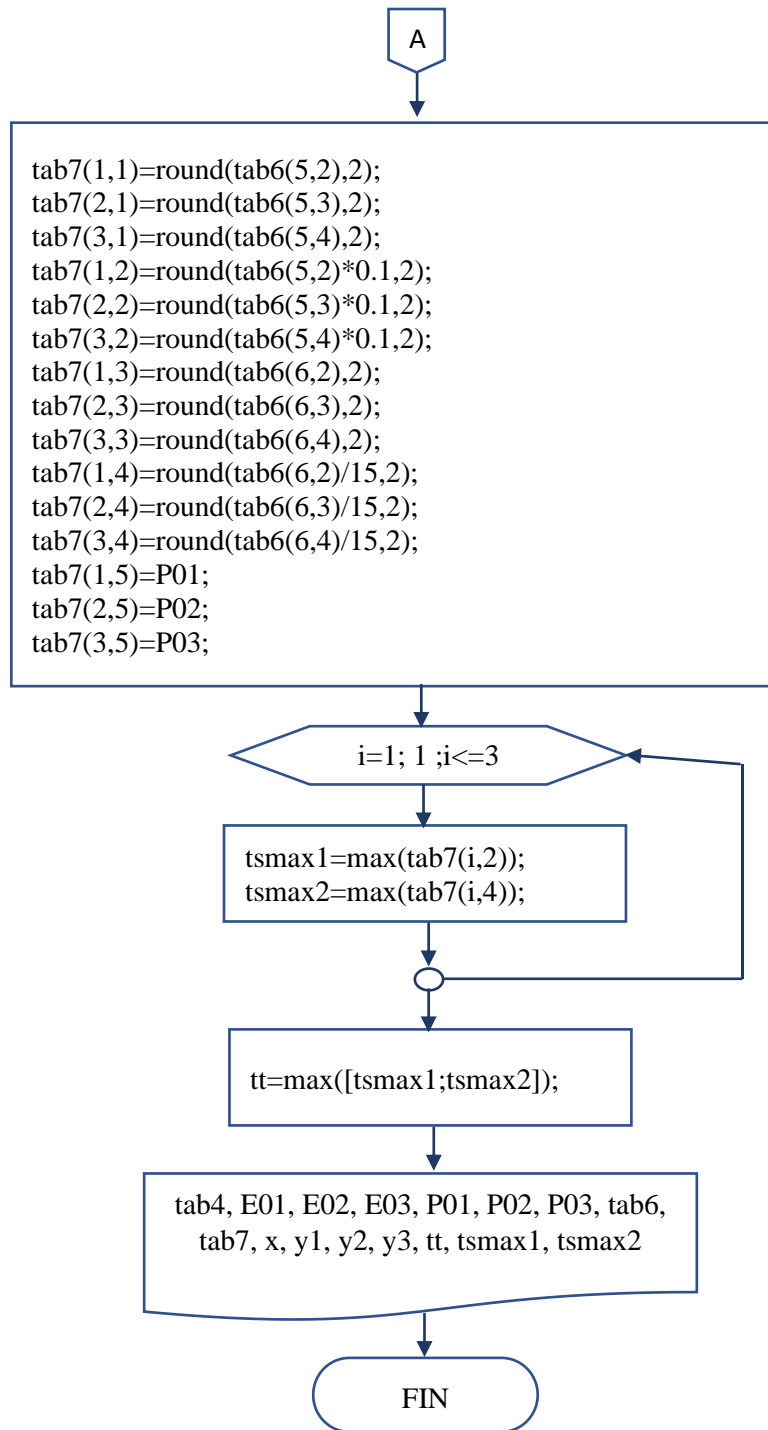 A
tab7(1,1)=round(tab6(5,2),2);
tab7(2,1)=round(tab6(5,3),2);
tab7(3,1)=round(tab6(5,4),2);
tab7(1,2)=round(tab6(5,2)*0.1,2);
tab7(2,2)=round(tab6(5,3)*0.1,2);
tab7(3,2)=round(tab6(5,4)*0.1,2);
tab7(1,3)=round(tab6(6,2),2);
tab7(2,3)=round(tab6(6,3),2);
tab7(3,3)=round(tab6(6,4),2);
tab7(1,4)=round(tab6(6,2)/15,2);
tab7(2,4)=round(tab6(6,3)/15,2);
tab7(3,4)=round(tab6(6,4)/15,2);
tab7(1,5)=P01;
tab7(2,5)=P02;
tab7(3,5)=P03;
i=1; 1 ;i<=3
tsmax1=max(tab7(i,2));
tsmax2=max(tab7(i,4));
tt=max([tsmax1;tsmax2]);
tab4, E01, E02, E03, P01, P02, P03, tab6,
tab7, x, y1, y2, y3, tt, tsmax1, tsmax2
FIN